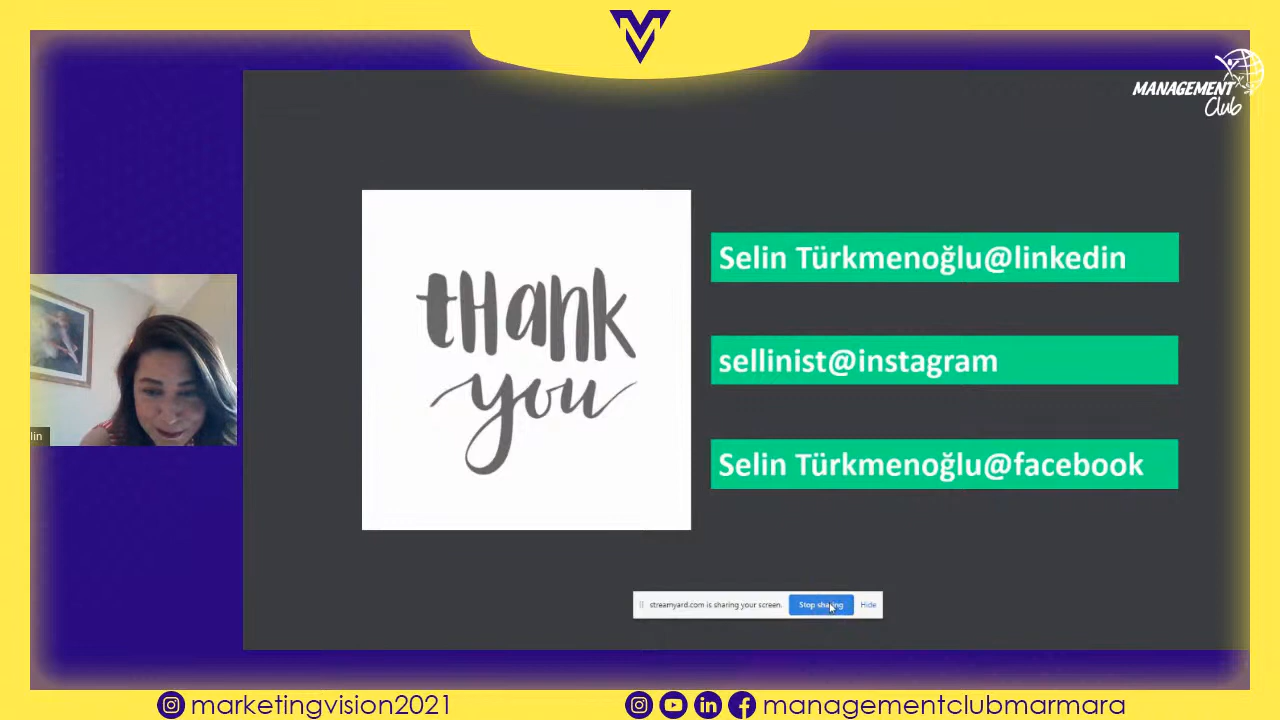 MANAGEMENT
Club
tHank
you
Selin Türkmenoğlu@linkedin
sellinist@instagram
Selin Türkmenoğlu@facebook
lin
streamyard.com is sharing your screen.
Stop sharing
Hide
marketingvision2021
managementclubmarmara